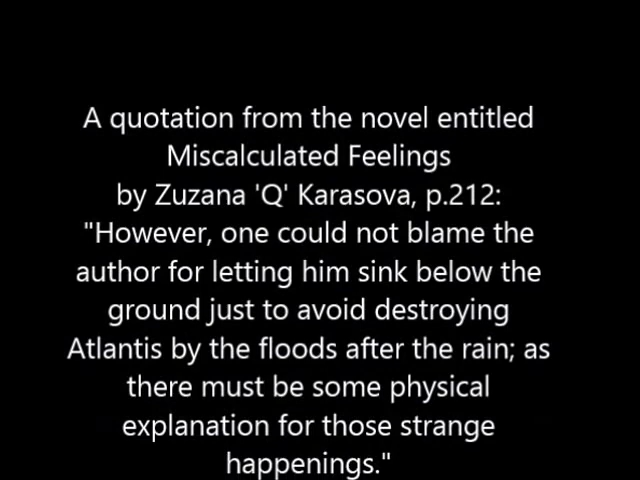 A quotation from the novel entitled
Miscalculated Feelings
by Zuzana 'Q' Karasova, p.212:
"However, one could not blame the
author for letting him sink below the
ground just to avoid destroying
Atlantis by the floods after the rain; as
there must be some physical
explanation for those strange
happenings."